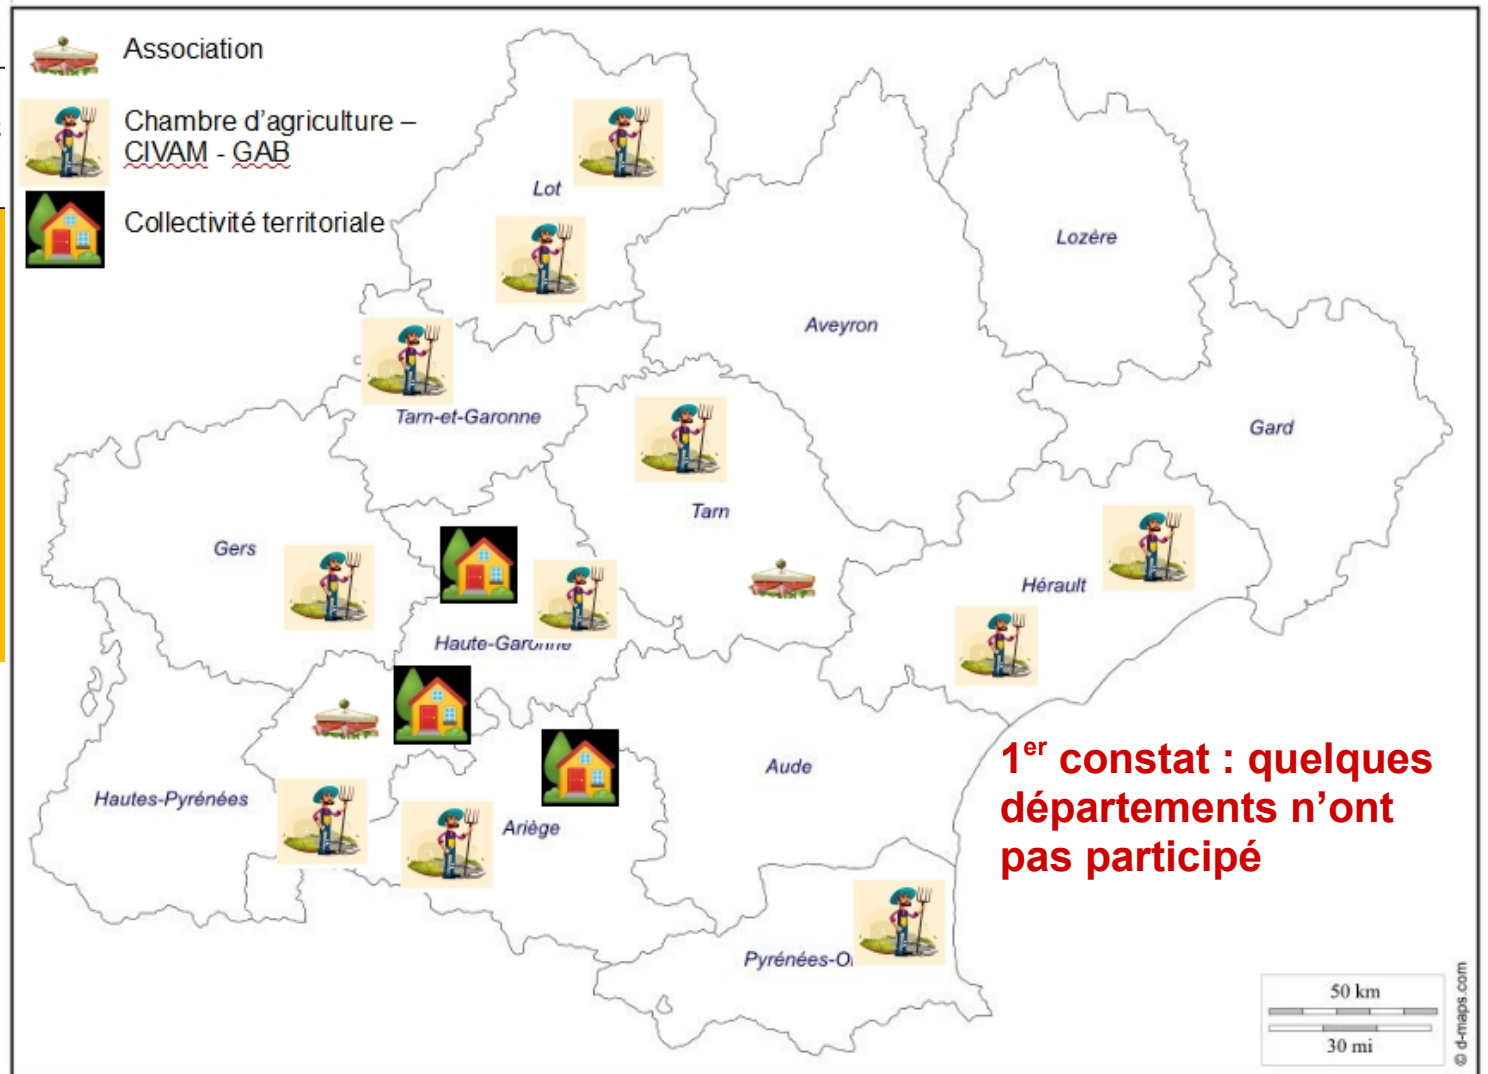 Association
Chambre d'agriculture –
CIVAM - GAB
Collectivité territoriale
Lot
Lozère
Aveyron
Tarn-et-Garonne
Gard
Tarn
Gers
Hérault
Haute-Garonne
Aude
Hautes-Pyrénées
Ariège
1er constat : quelques
départements n'ont
pas participé
Pyrénées-O
50 km
30 mi
© d-maps.com